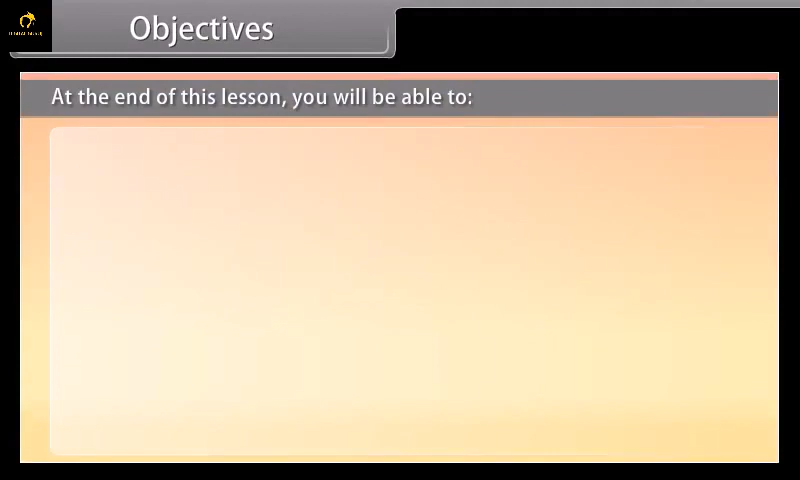 Objectives
At the end of this lesson, you will be able to: